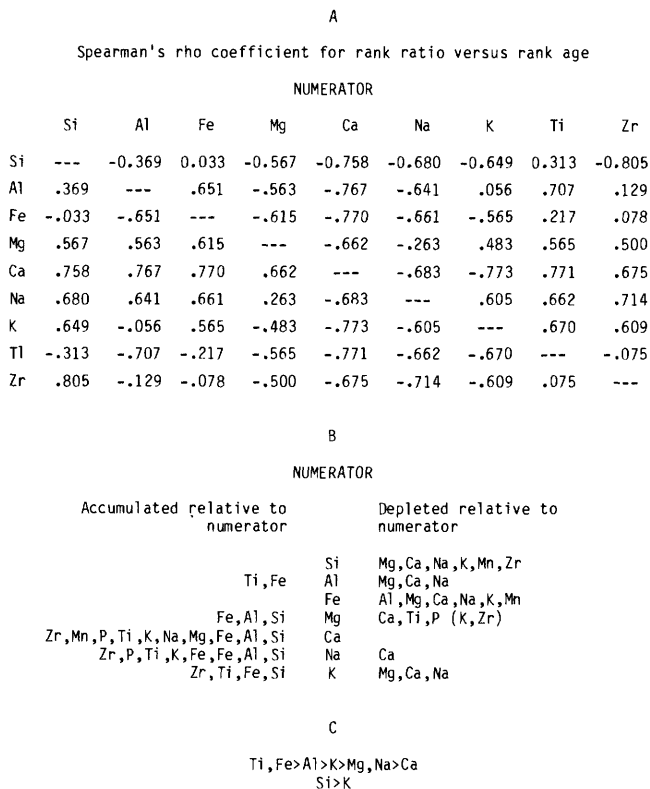 A
Spearman's rho coefficient for rank ratio versus rank age
NUMERATOR
Si Al Fe Mg Ca Na K Ti Zr
Si --- -0.369 0.033 -0.567 -0.758 -0.680 -0.649 0.313 -0.805
Al .369 --- .651 -.563 -.767 -.641 .056 .707 .129
Fe -.033 -.651 --- -.615 -.770 -.661 -.565 .217 .078
Mg .567 .563 .615 --- -.662 -.263 .483 .565 .500
Ca .758 .767 .770 .662 --- -.683 -.773 .771 .675
Na .680 .641 .661 .263 -.683 --- .605 .662 .714
K .649 -.056 .565 -.483 -.773 -.605 --- .670 .609
Tl -.313 -.707 -.217 -.565 -.771 -.662 -.670 --- -.075
Zr .805 -.129 -.078 -.500 -.675 -.714 -.609 .075 ---
B
NUMERATOR
Accumulated relative to numerator
Depleted relative to numerator
Si Mg,Ca,Na,K,Mn,Zr
Ti,Fe Al Mg,Ca,Na
Fe Al,Mg,Ca,Na,K,Mn
Fe,Al,Si Mg Ca,Ti,P (K,Zr)
Zr,Mn,P,Ti,K,Na,Mg,Fe,Al,Si Ca
Zr,P,Ti,K,Fe,Fe,Al,Si Na Ca
Zr,Ti,Fe,Si K Mg,Ca,Na
C
Ti,Fe>Al>K>Mg,Na>Ca
Si>K